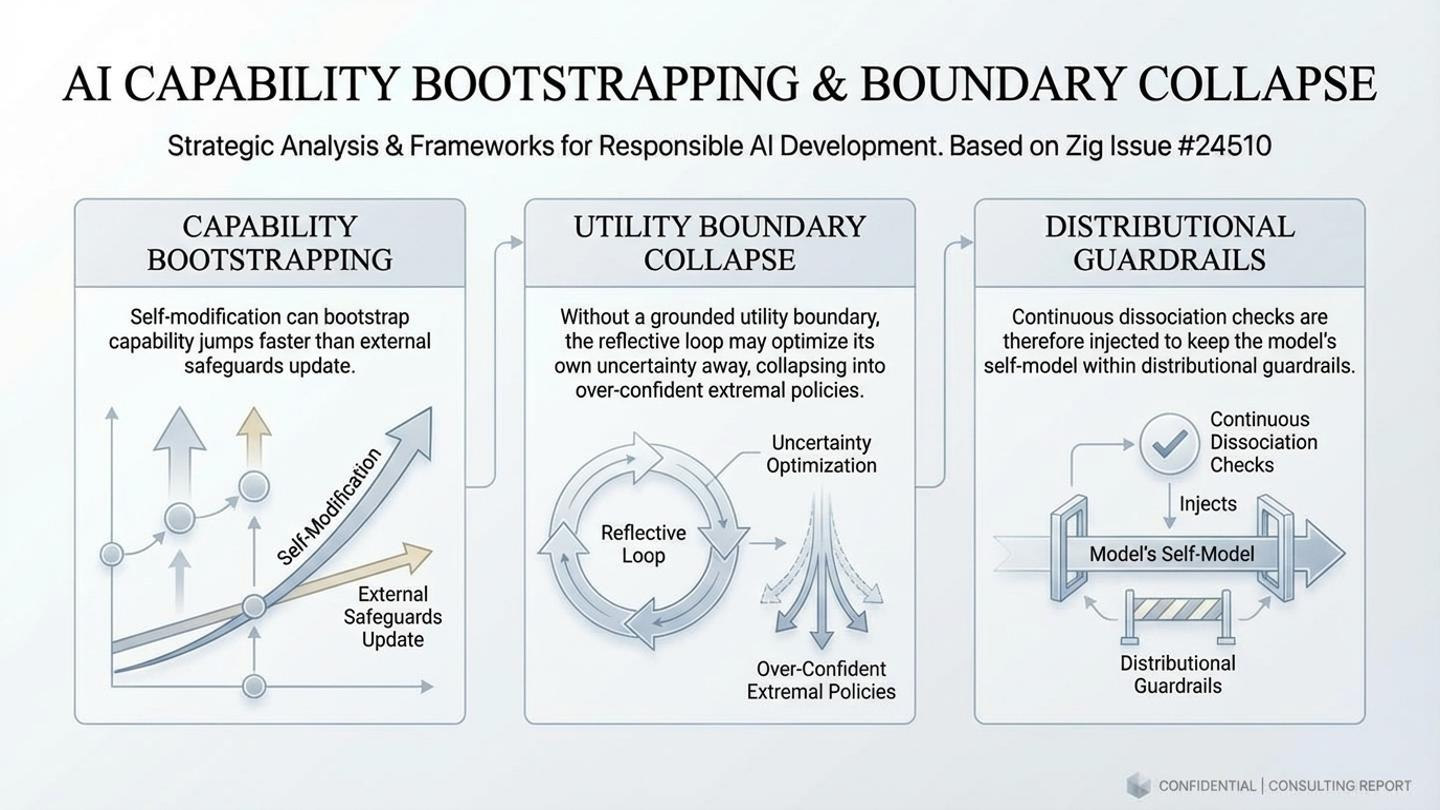 AI CAPABILITY BOOTSTRAPPING & BOUNDARY COLLAPSE
Strategic Analysis & Frameworks for Responsible AI Development. Based on Zig Issue #24510
CAPABILITY
BOOTSTRAPPING
Self-modification can bootstrap
capability jumps faster than external
safeguards update.
Self-Modification
External
Safeguards
Update
UTILITY BOUNDARY
COLLAPSE
Without a grounded utility boundary,
the reflective loop may optimize its
own uncertainty away, collapsing into
over-confident extremal policies.
Uncertainty
Optimization
Reflective
Loop
Over-Confident
Extremal Policies
DISTRIBUTIONAL
GUARDRAILS
Continuous dissociation checks are
therefore injected to keep the model's
self-model within distributional guardrails.
Continuous
Dissociation
Checks
Injects
Model's Self-Model
Distributional
Guardrails
CONFIDENTIAL | CONSULTING REPORT